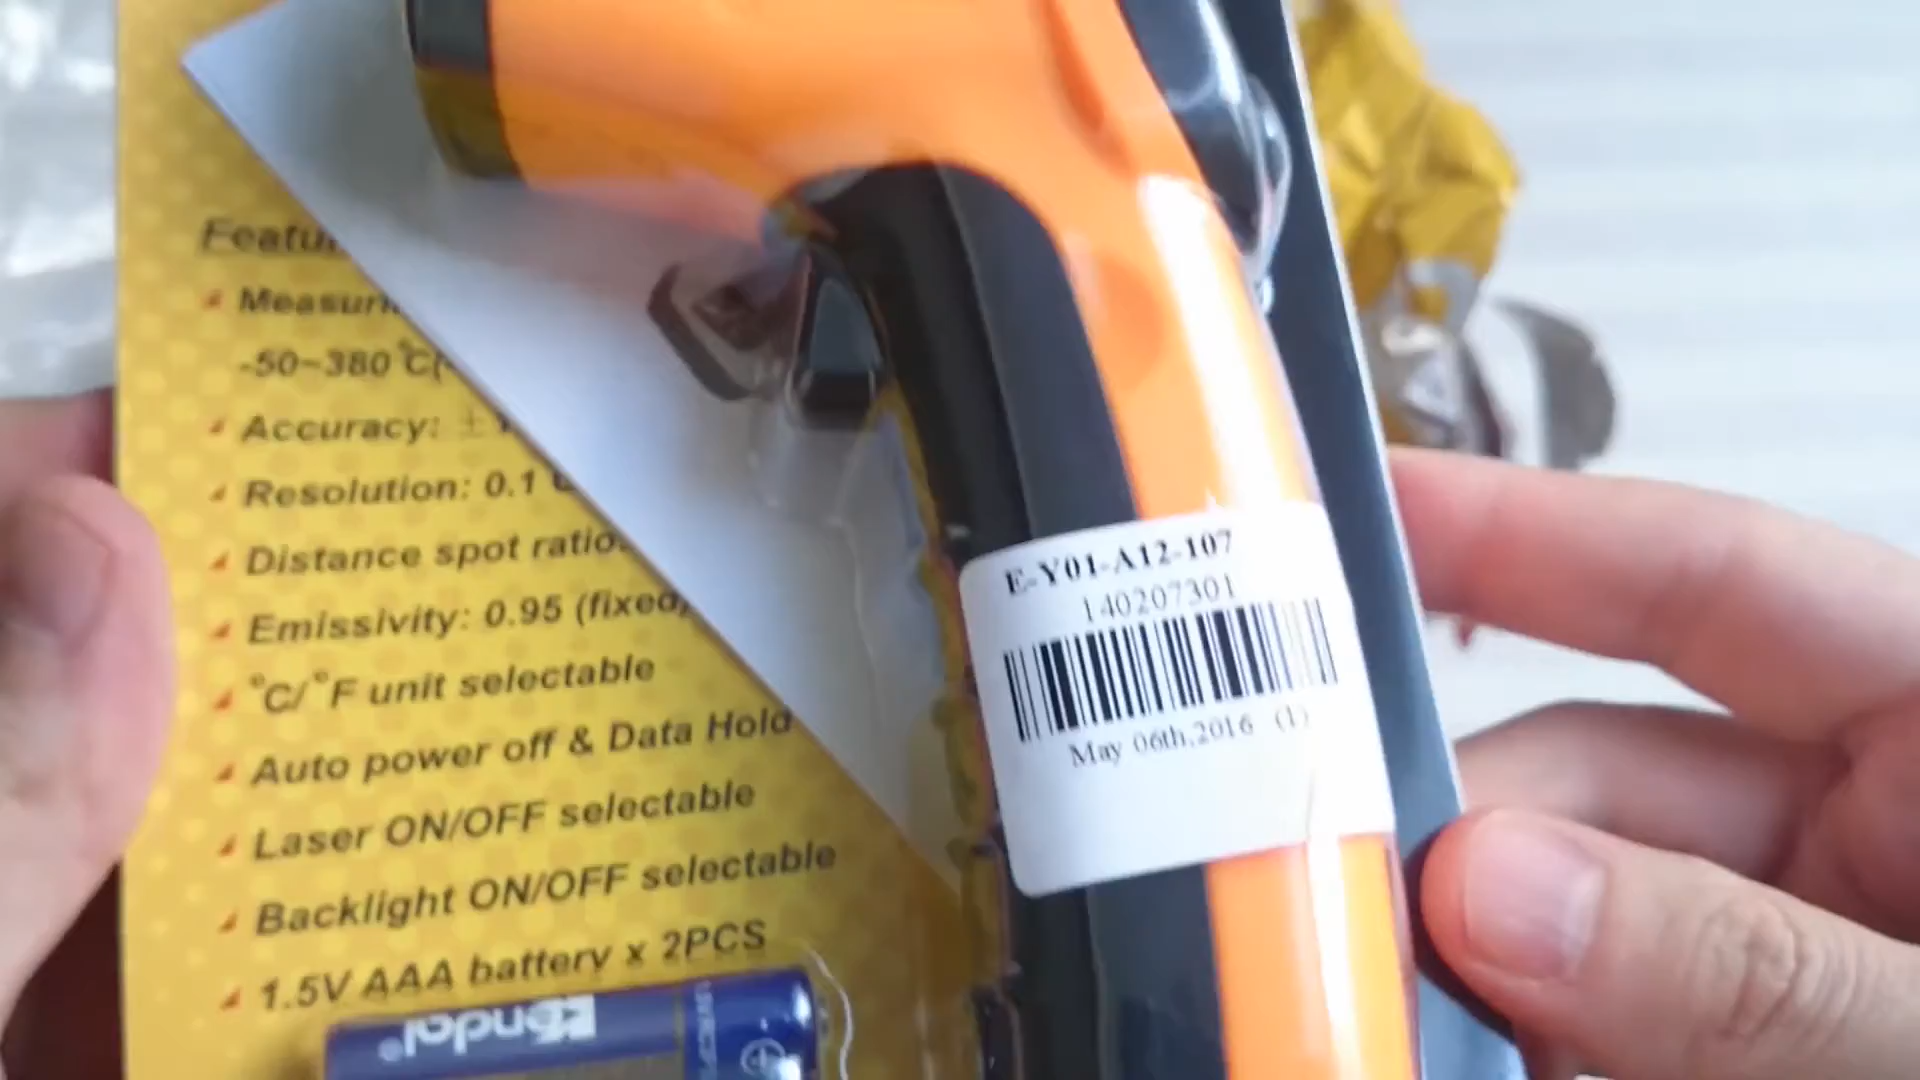 -50~380°C(
Accuracy: ±
Resolution: 0.1
Distance spot ratio
Emissivity: 0.95 (fixed)
°C/°F unit selectable
Auto power off & Data Hold
Laser ON/OFF selectable
Backlight ON/OFF selectable
1.5V AAA battery x 2PCS
E-Y01-A12-107
140207301
May 06th,2016 (1)